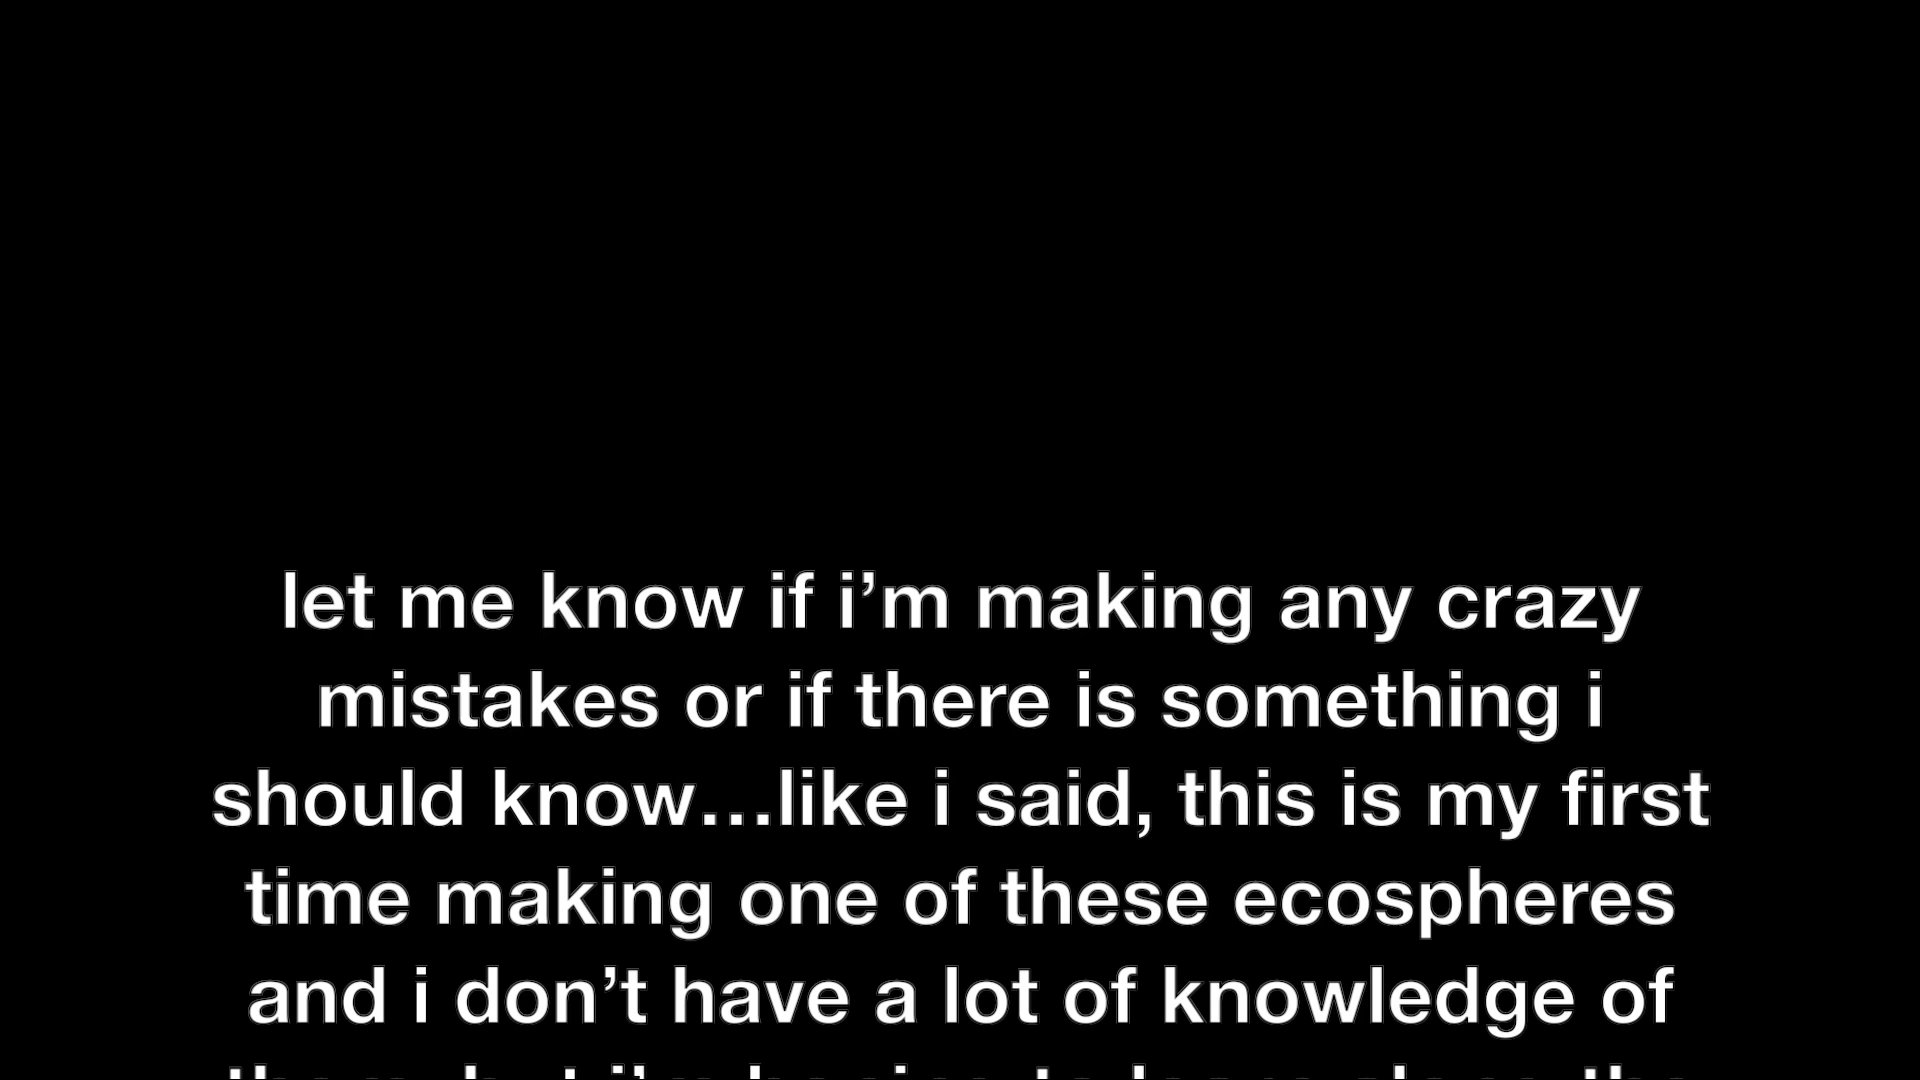 let me know if i’m making any crazy
mistakes or if there is something i
should know...like i said, this is my first
time making one of these ecospheres
and i don’t have a lot of knowledge of